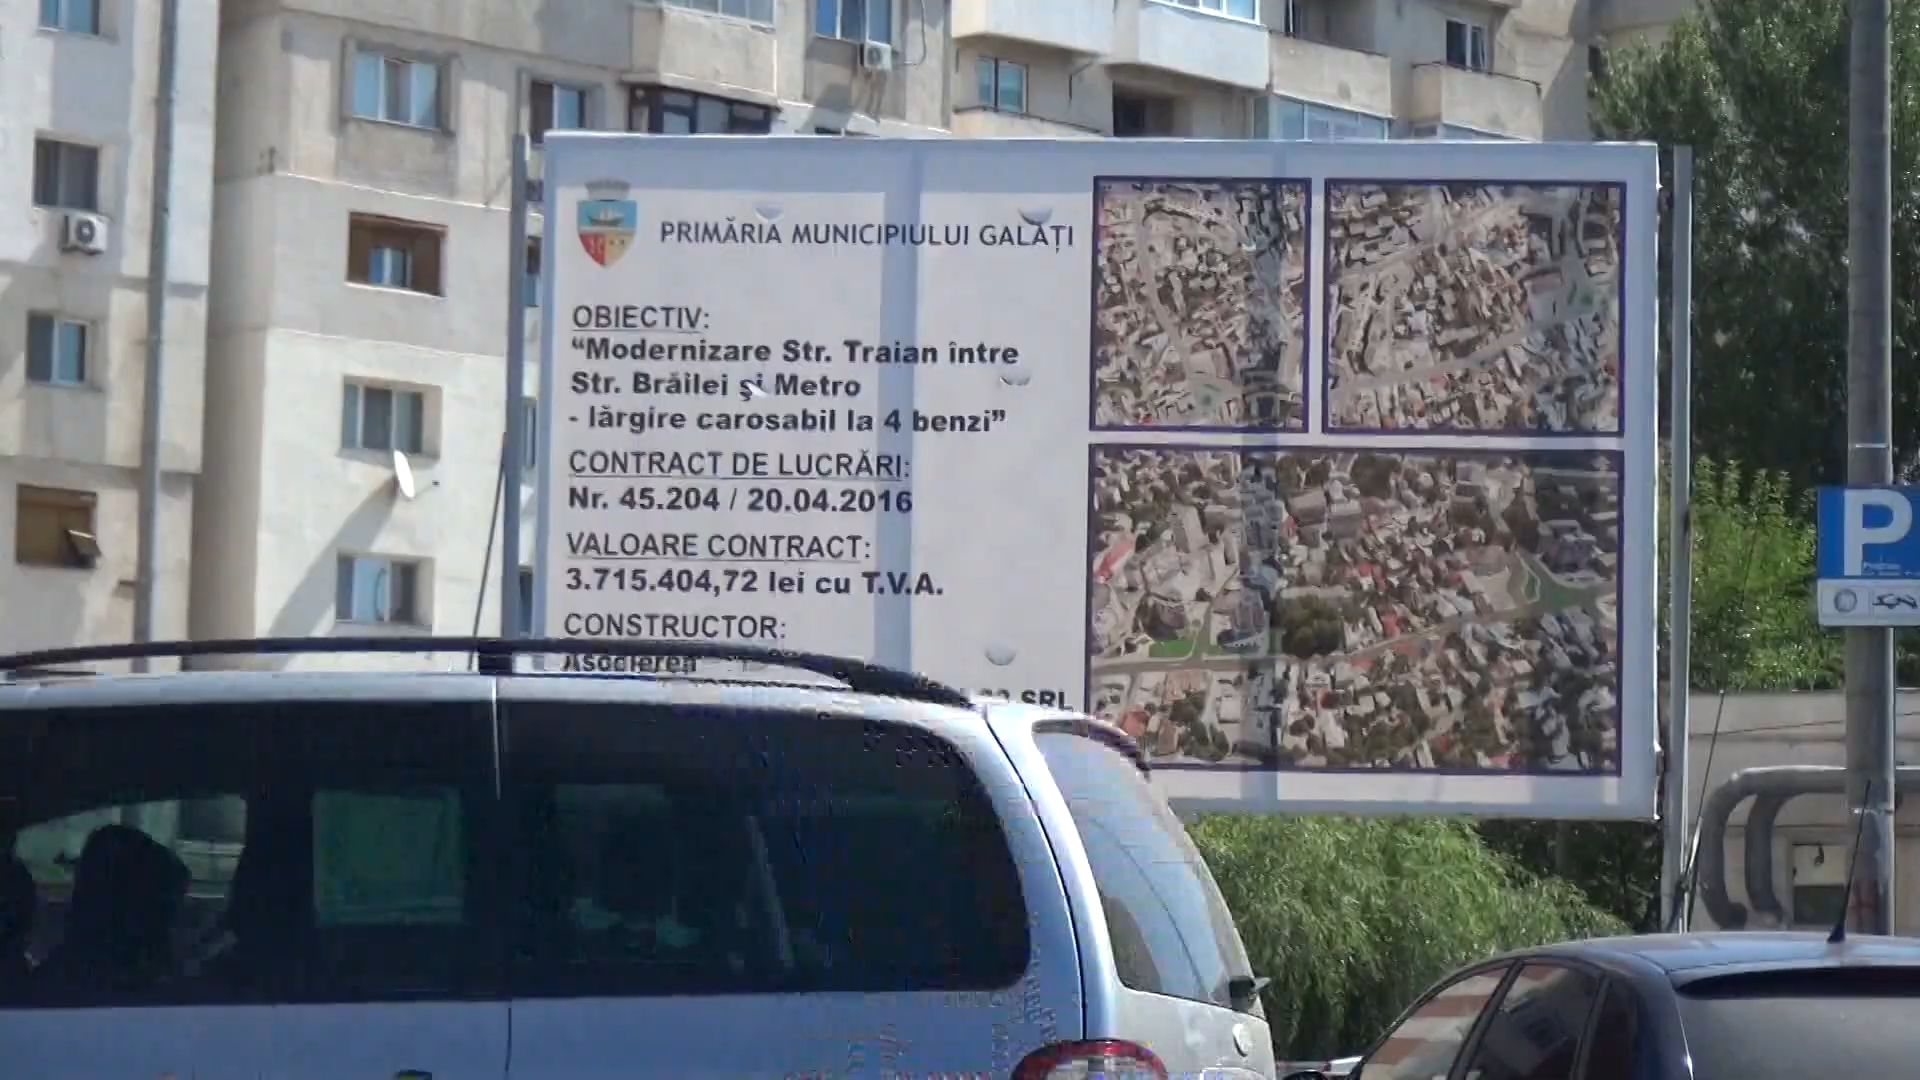 PRIMĂRIA MUNICIPIULUI GALAȚI
OBIECTIV:
“Modernizare Str. Traian între
Str. Brăilei şi Metro
- lărgire carosabil la 4 benzi”
CONTRACT DE LUCRĂRI:
Nr. 45.204 / 20.04.2016
VALOARE CONTRACT:
3.715.404,72 lei cu T.V.A.
CONSTRUCTOR:
Asocierea
SRL
P